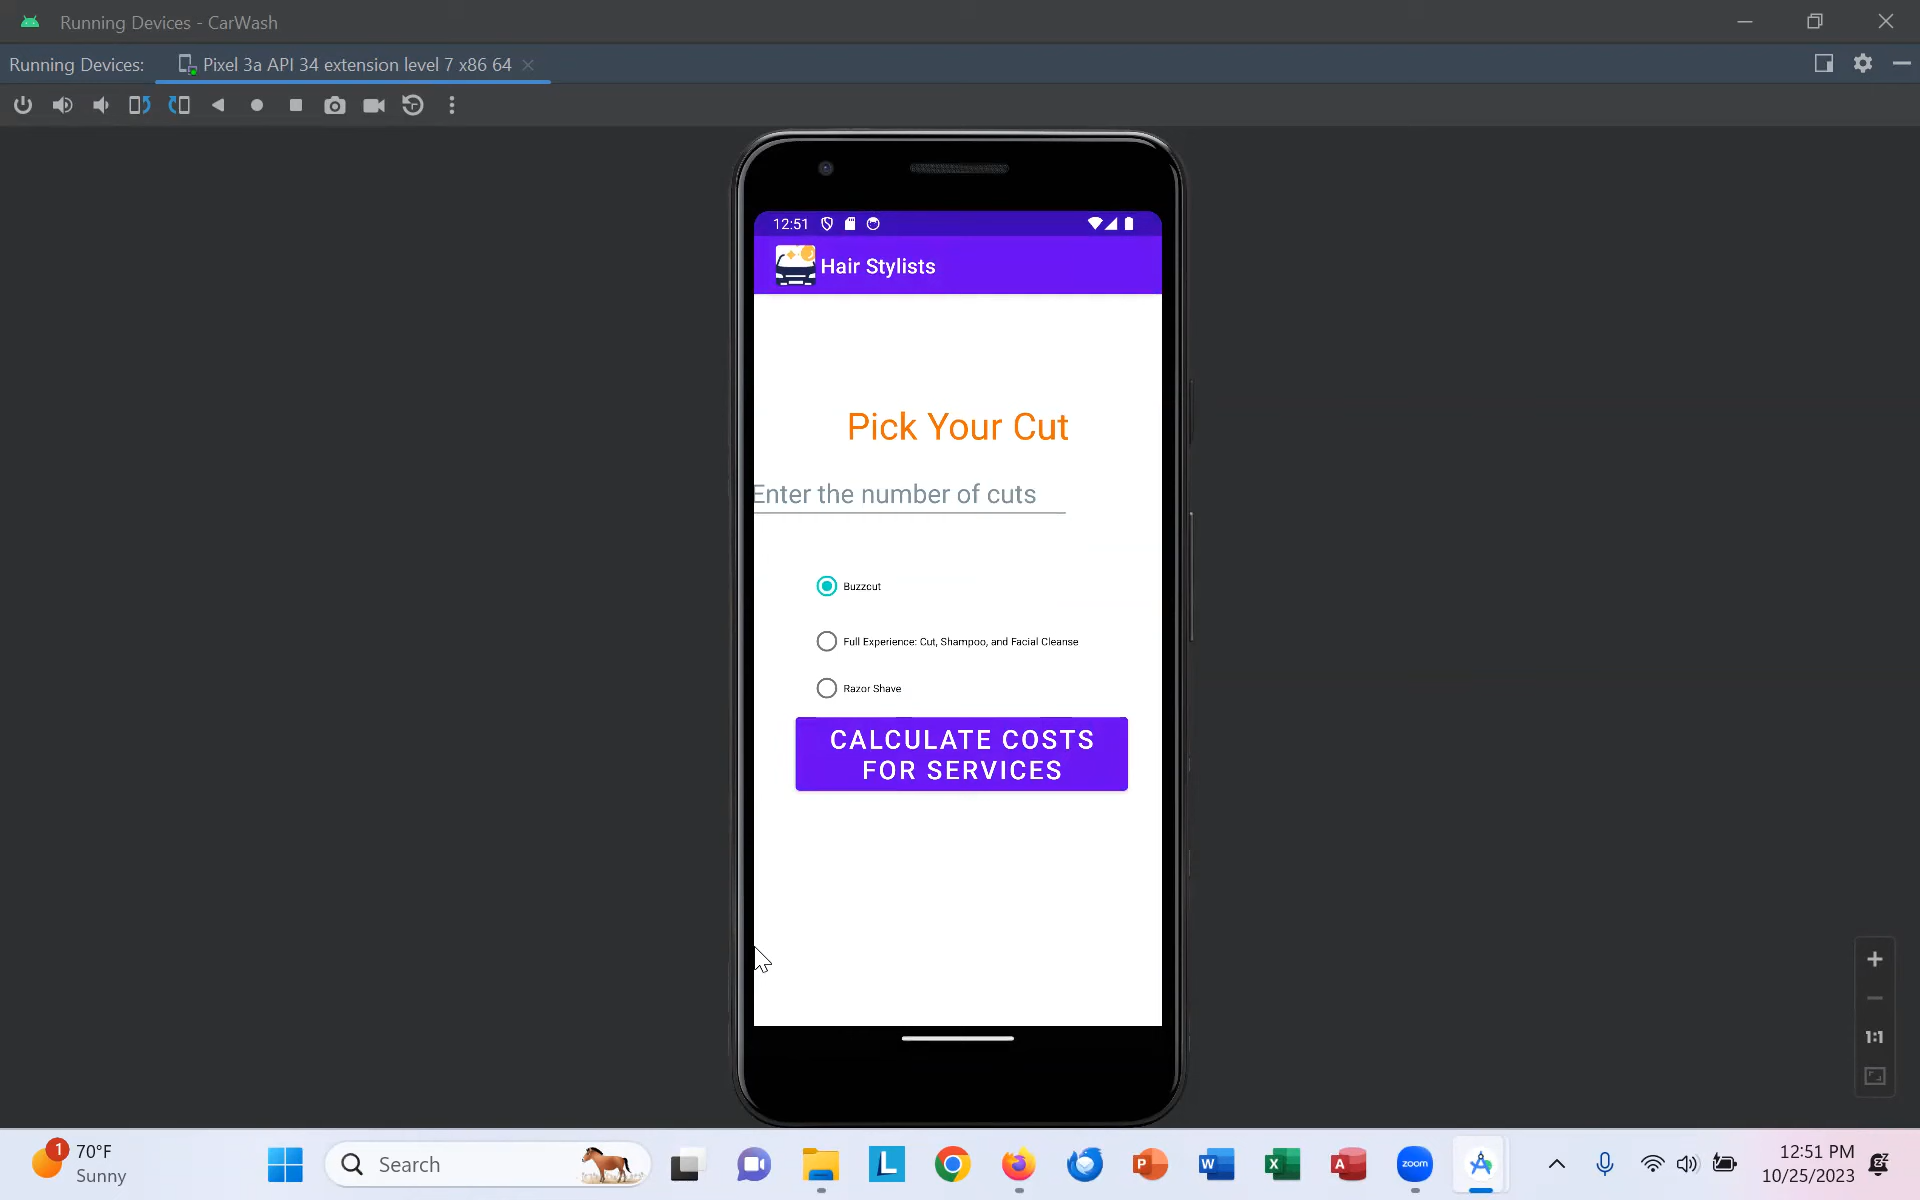 Running Devices - CarWash
Running Devices:
Pixel 3a API 34 extension level 7 x86 64
12:51
Hair Stylists
Pick Your Cut
Enter the number of cuts
Buzzcut
Full Experience: Cut, Shampoo, and Facial Cleanse
Razor Shave
CALCULATE COSTS
FOR SERVICES
1:1
1
70°F
Sunny
Search
L
P
W
X
A
zoom
12:51 PM
10/25/2023